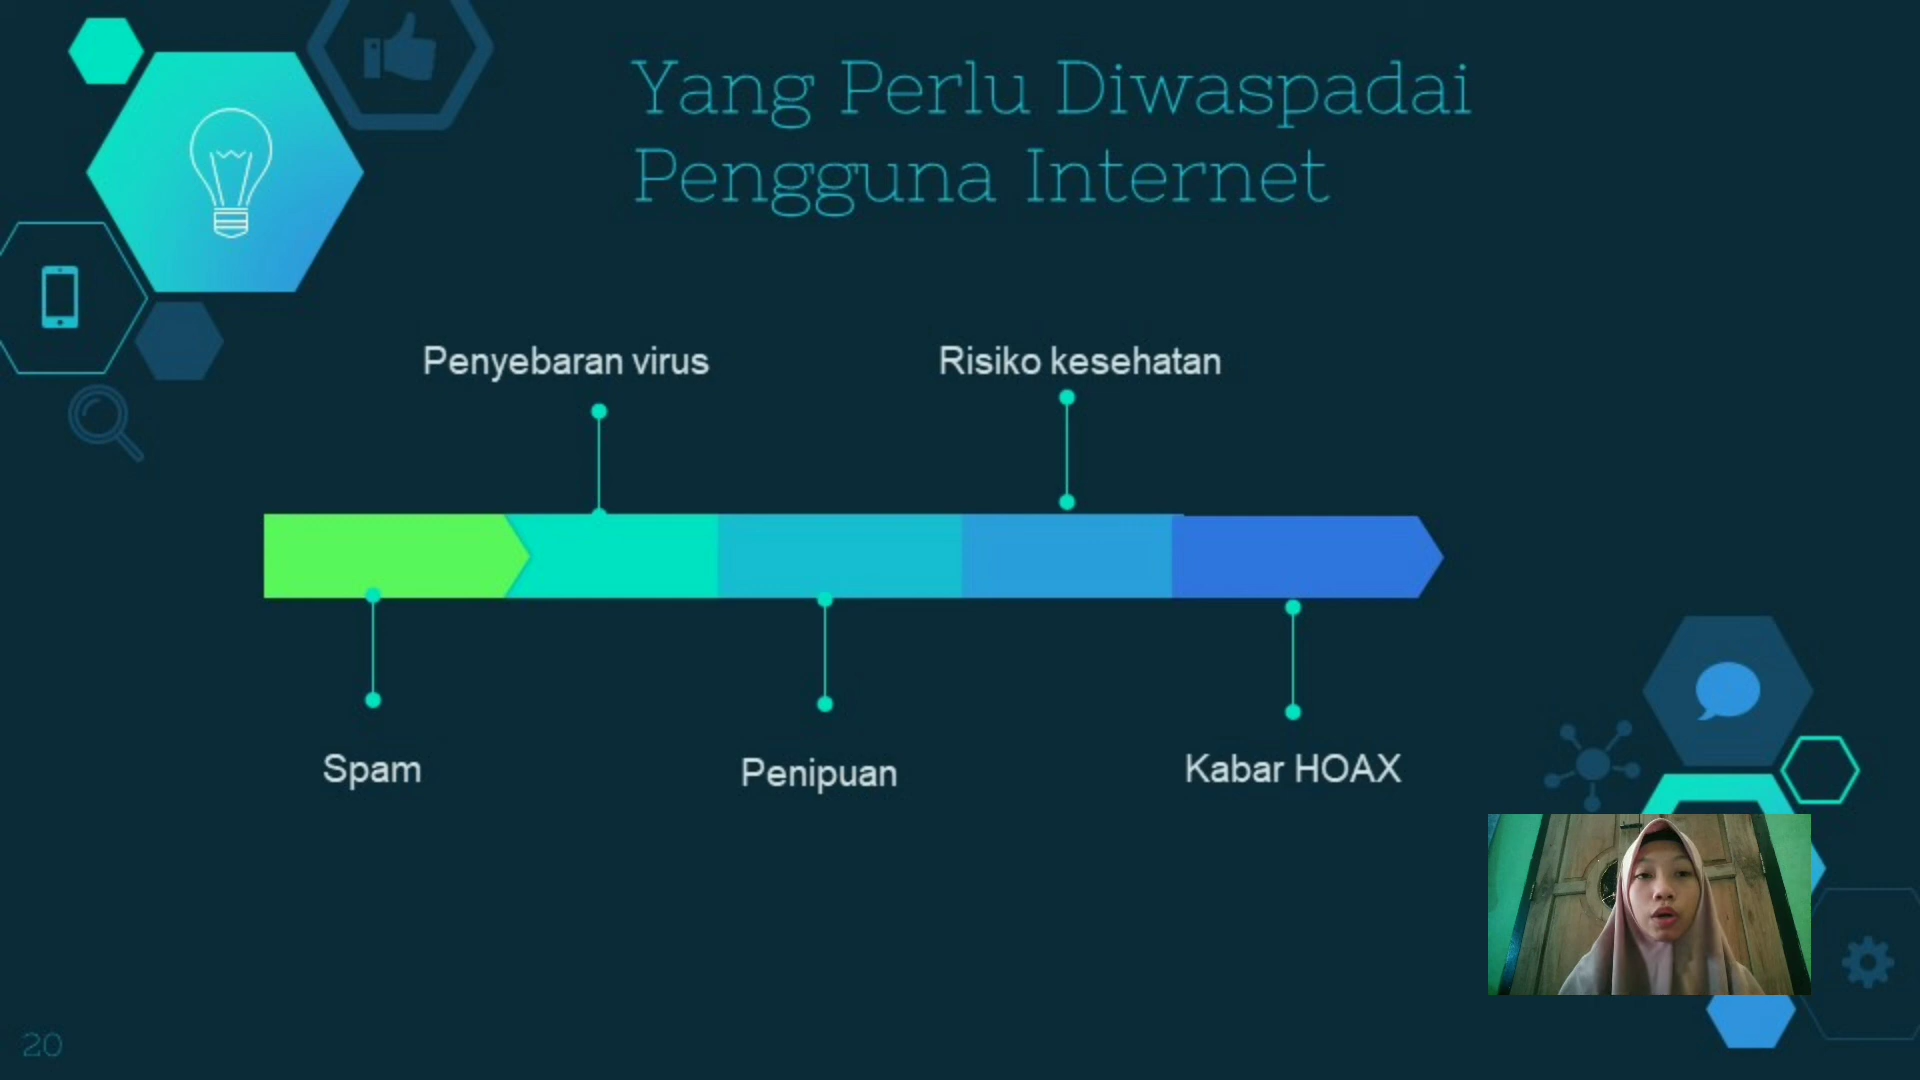 Yang Perlu Diwaspadai
Pengguna Internet
Penyebaran virus
Risiko kesehatan
Spam
Penipuan
Kabar HOAX
20